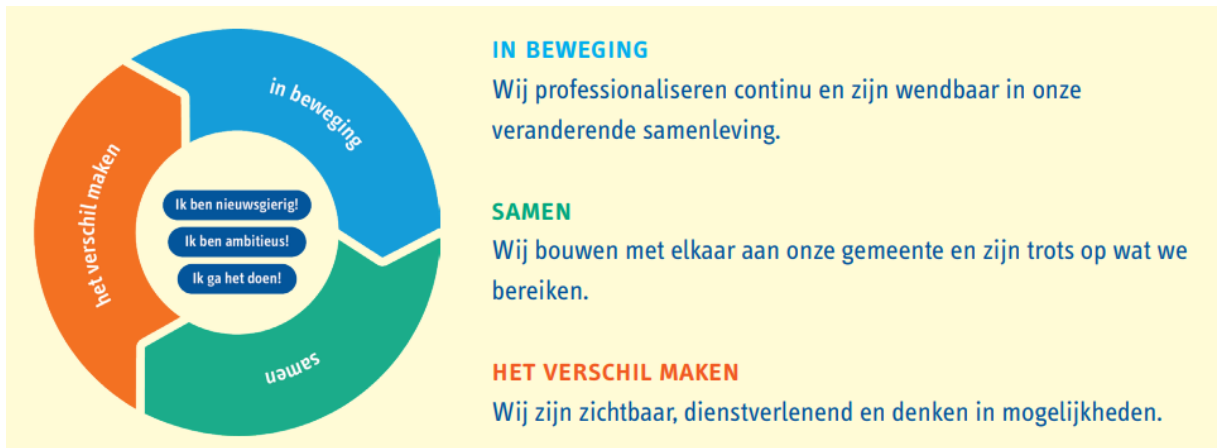 in beweging
het verschil maken
Ik ben nieuwsgierig!
Ik ben ambitieus!
Ik ga het doen!
samen
IN BEWEGING
Wij professionaliseren continu en zijn wendbaar in onze
veranderende samenleving.
SAMEN
Wij bouwen met elkaar aan onze gemeente en zijn trots op wat we
bereiken.
HET VERSCHIL MAKEN
Wij zijn zichtbaar, dienstverlenend en denken in mogelijkheden.